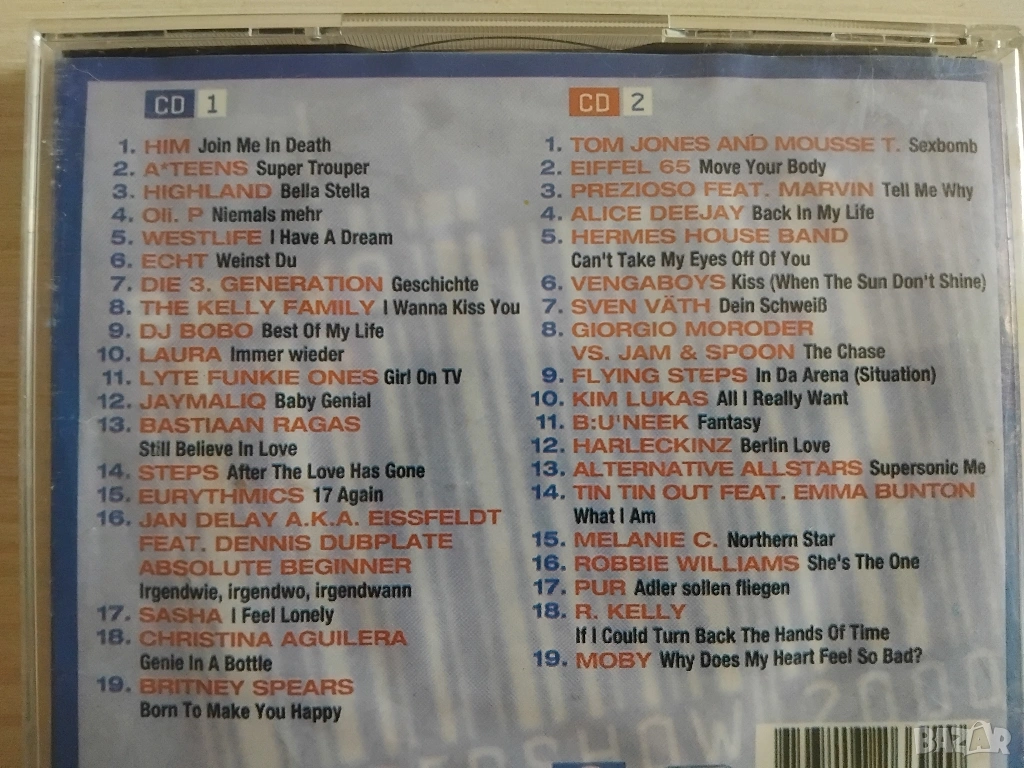 CD 1
1. HIM Join Me In Death
2. A*TEENS Super Trouper
3. HIGHLAND Bella Stella
4. Oli. P Niemals mehr
5. WESTLIFE I Have A Dream
6. ECHT Weinst Du
7. DIE 3. GENERATION Geschichte
8. THE KELLY FAMILY I Wanna Kiss You
9. DJ BOBO Best Of My Life
10. LAURA Immer wieder
11. LYTE FUNKIE ONES Girl On TV
12. JAYMALIQ Baby Genial
13. BASTIAAN RAGAS
Still Believe In Love
14. STEPS After The Love Has Gone
15. EURYTHMICS 17 Again
16. JAN DELAY A.K.A. EISSFELDT
FEAT. DENNIS DUBPLATE
ABSOLUTE BEGINNER
Irgendwie, irgendwo, irgendwann
17. SASHA I Feel Lonely
18. CHRISTINA AGUILERA
Genie In A Bottle
19. BRITNEY SPEARS
Born To Make You Happy
CD 2
1. TOM JONES AND MOUSSE T. Sexbomb
2. EIFFEL 65 Move Your Body
3. PREZIOSO FEAT. MARVIN Tell Me Why
4. ALICE DEEJAY Back In My Life
5. HERMES HOUSE BAND
Can't Take My Eyes Off Of You
6. VENGABOYS Kiss (When The Sun Don't Shine)
7. SVEN VÄTH Dein Schweiß
8. GIORGIO MORODER
VS. JAM & SPOON The Chase
9. FLYING STEPS In Da Arena (Situation)
10. KIM LUKAS All I Really Want
11. B:U'NEEK Fantasy
12. HARLECKINZ Berlin Love
13. ALTERNATIVE ALLSTARS Supersonic Me
14. TIN TIN OUT FEAT. EMMA BUNTON
What I Am
15. MELANIE C. Northern Star
16. ROBBIE WILLIAMS She's The One
17. PUR Adler sollen fliegen
18. R. KELLY
If I Could Turn Back The Hands Of Time
19. MOBY Why Does My Heart Feel So Bad?
2000
BAZAR